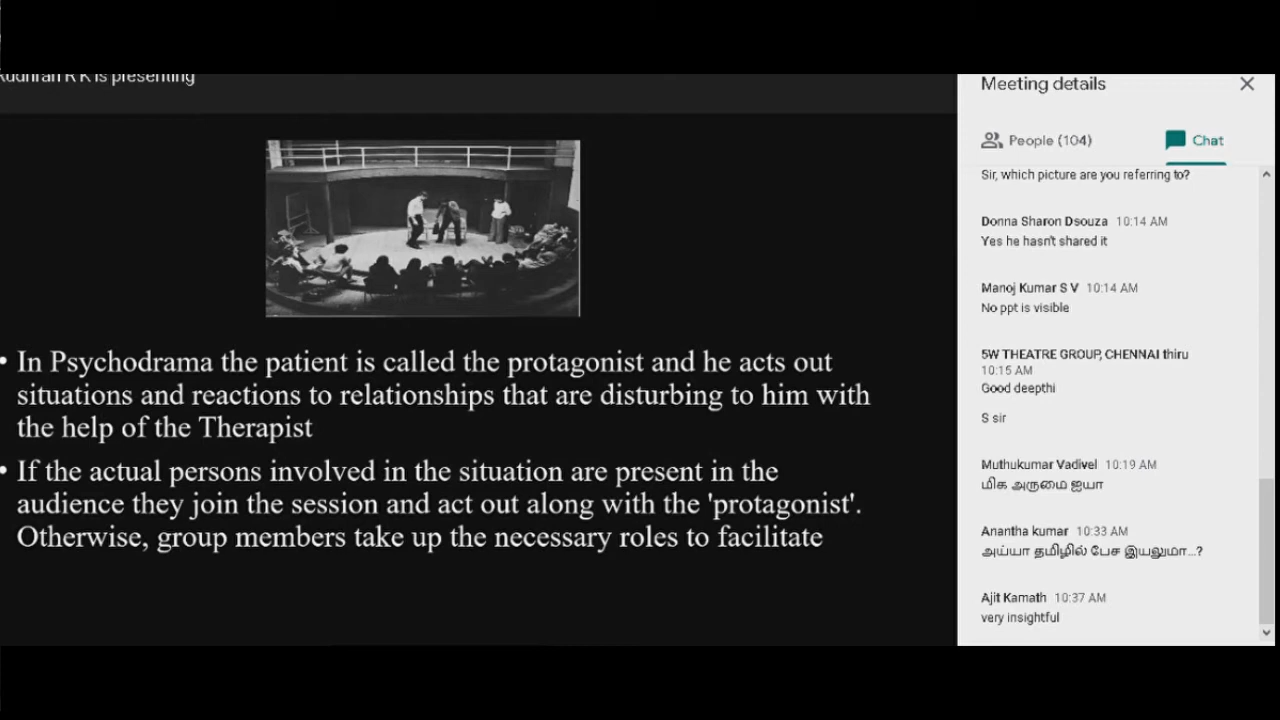 Rudhran R K is presenting
• In Psychodrama the patient is called the protagonist and he acts out
situations and reactions to relationships that are disturbing to him with
the help of the Therapist
• If the actual persons involved in the situation are present in the
audience they join the session and act out along with the 'protagonist'.
Otherwise, group members take up the necessary roles to facilitate
Meeting details
People (104)
Chat
Sir, which picture are you referring to?
Donna Sharon Dsouza 10:14 AM
Yes he hasn't shared it
Manoj Kumar S V 10:14 AM
No ppt is visible
5W THEATRE GROUP, CHENNAI thiru
10:15 AM
Good deepthi
S sir
Muthukumar Vadivel 10:19 AM
மிக அருமை ஐயா
Anantha kumar 10:33 AM
அய்யா தமிழில் பேச இயலுமா...?
Ajit Kamath 10:37 AM
very insightful